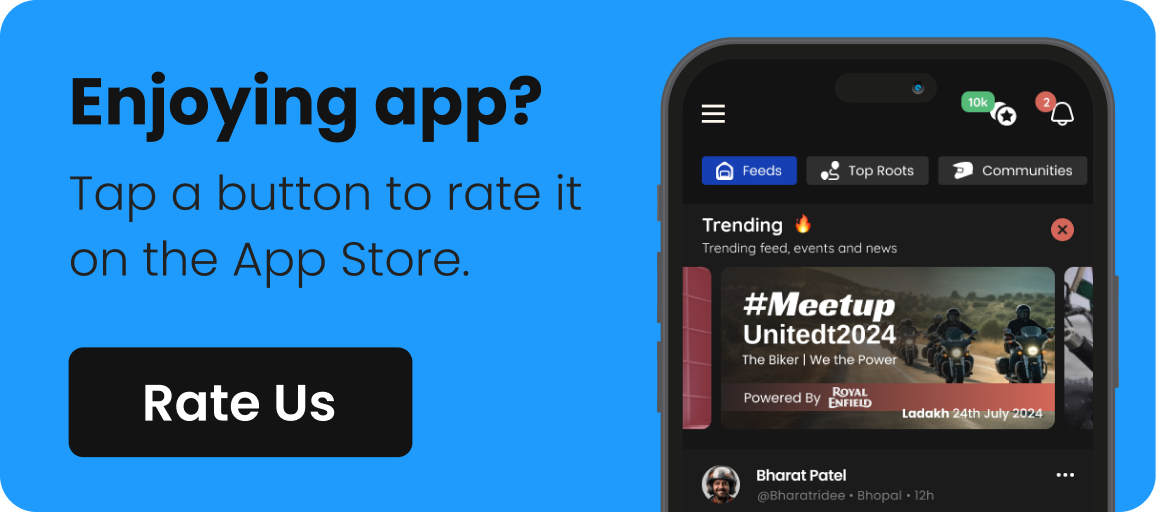 Enjoying app?
Tap a button to rate it
on the App Store.
Rate Us
10k
2
Feeds
Top Roots
Communities
Trending 🔥
Trending feed, events and news
#Meetup
Unitedt2024
The Biker | We the Power
Powered By ROYAL ENFIELD
Ladakh 24th July 2024
Bharat Patel
@Bharatridee • Bhopal • 12h